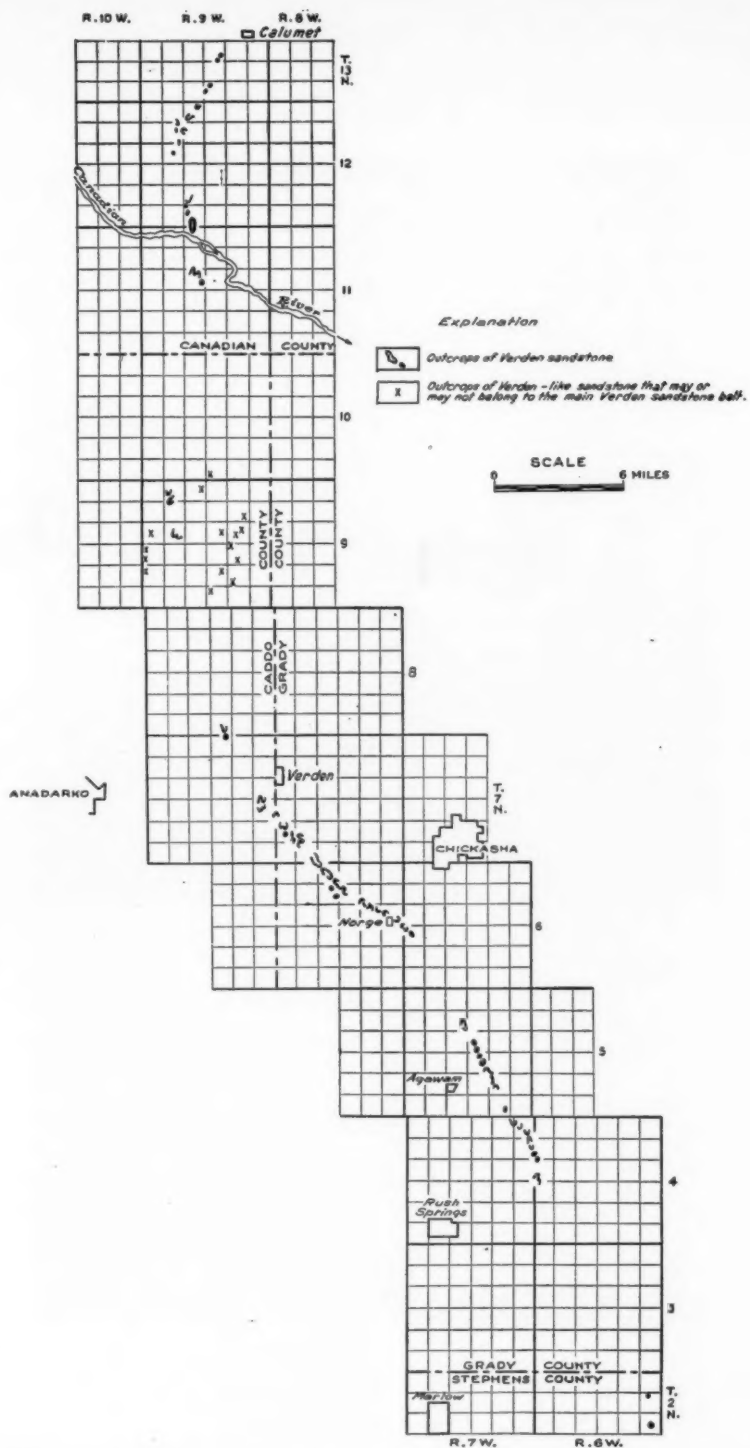 R.10 W. R.9 W. R.8 W.
Calumet
T.
13
N.
12
Canadian
River
11
CANADIAN COUNTY
Explanation
Outcrops of Verden sandstone
x Outcrops of Verden-like sandstone that may or
may not belong to the main Verden sandstone belt.
SCALE
0 6 MILES
10
COUNTY
COUNTY
9
CADDO
GRADY
8
Verden
ANADARKO
T.
7
N.
CHICKASHA
Norge
6
5
Agawam
4
Rush
Springs
3
GRADY COUNTY
STEPHENS COUNTY
Marlow
T.
2
N.
R.7 W. R.6 W.